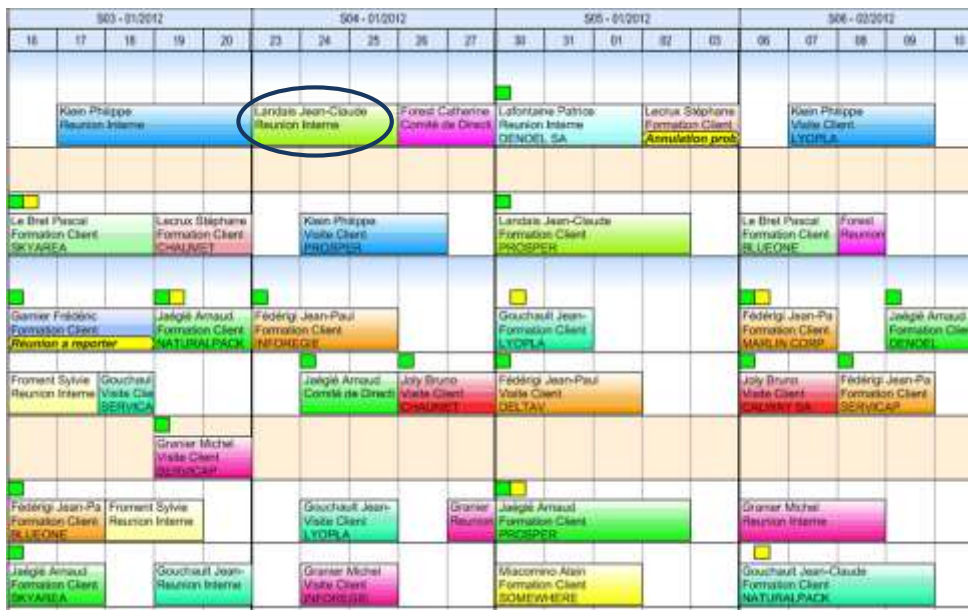 S03 - 01/2012 S04 - 01/2012 S05 - 01/2012 S06 - 02/2012
16 17 18 19 20 23 24 25 26 27 30 31 01 02 03 06 07 08 09 10
Klein Philippe Landais Jean-Claude Forest Catherine Lafontaine Patrice Lecrux Stéphane Klein Philippe
Reunion Interne Reunion Interne Comité de Directi Reunion Interne Formation Client Visite Client
DENOEL SA Annulation prob LYOPLA
Le Bret Pascal Lecrux Stéphane Klein Philippe Landais Jean-Claude Le Bret Pascal Forest
Formation Client Formation Client Visite Client Formation Client Formation Client Reunion
SKYAREA CHAUVET PROSPER PROSPER BLUEONE
Garnier Frédéric Jaéglé Arnaud Fédérigi Jean-Paul Gouchault Jean- Fédérigi Jean-Pa Jaéglé Arnaud
Formation Client Formation Client Formation Client Formation Client Formation Client Formation Clien
Réunion a reporter NATURALPACK INFOREGIE LYOPLA MARLIN CORP DENOEL
Froment Sylvie Gouchaul Jaéglé Arnaud Joly Bruno Fédérigi Jean-Paul Joly Bruno Fédérigi Jean-Pa
Reunion Interne Visite Clie Comité de Directi Visite Client Visite Client Visite Client Formation Client
SERVICA CHAUVET DELTAV CALWAY SA SERVICAP
Granier Michel
Visite Client
SERVICAP
Fédérigi Jean-Pa Froment Sylvie Gouchault Jean- Granier Jaéglé Arnaud Granier Michel
Formation Client Reunion Interne Visite Client Reunion Formation Client Reunion Interne
BLUEONE LYOPLA PROSPER
Jaéglé Arnaud Gouchault Jean- Granier Michel Miacomino Alain Gouchault Jean-Claude
Formation Client Reunion Interne Visite Client Formation Client Formation Client
SKYAREA INFOREGIE SOMEWHERE NATURALPACK